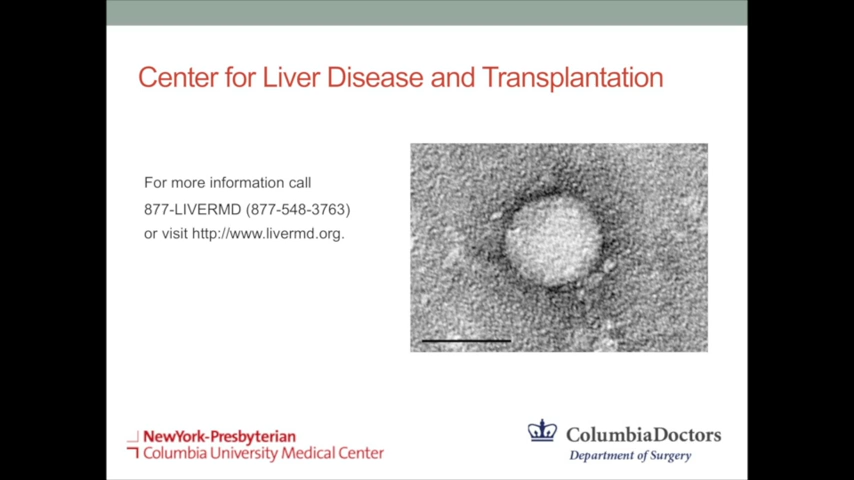 Center for Liver Disease and Transplantation
For more information call
877-LIVERMD (877-548-3763)
or visit http://www.livermd.org.
NewYork-Presbyterian
Columbia University Medical Center
ColumbiaDoctors
Department of Surgery